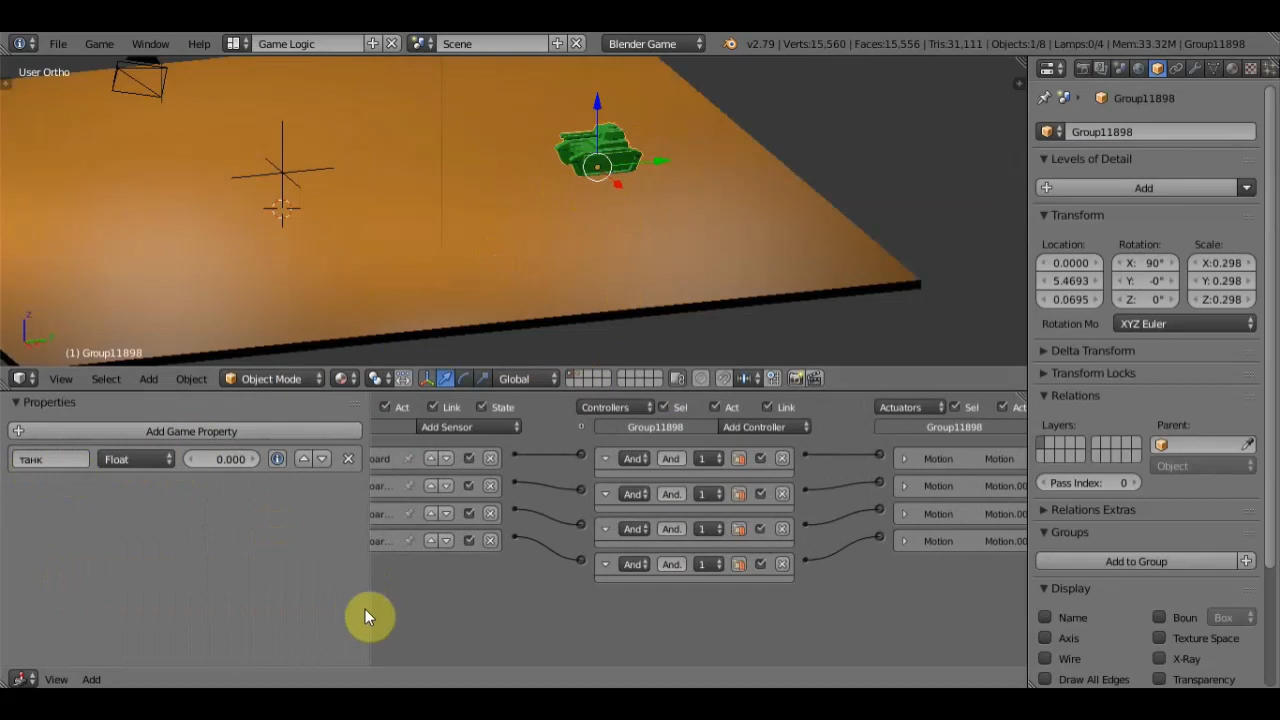 File Game Window Help Game Logic Scene Blender Game v2.79 | Verts:15,560 | Faces:15,556 | Tris:31,111 | Objects:1/8 | Lamps:0/4 | Mem:33.32M | Group11898
User Ortho
Group11898
Group11898
Levels of Detail
Add
Transform
Location: Rotation: Scale:
0.0000 X: 90° X:0.298
5.4693 Y: -0° Y: 0.298
0.0695 Z: 0° Z:0.298
Rotation Mo XYZ Euler
(1) Group11898
Delta Transform
View Select Add Object Object Mode Global
Transform Locks
Relations
Properties
Act Link State Controllers Sel Act Link Actuators Sel Act
Layers: Parent:
Add Game Property
Add Sensor Group11898 Add Controller Group11898
Object
танк Float 0.000
oard And And 1 Motion Motion
Pass Index: 0
oar... And And. 1 Motion Motion.00
Relations Extras
oar... And And. 1 Motion Motion.00
Groups
oar... And And. 1 Motion Motion.00
Add to Group
Display
Name Boun Box
Axis Texture Space
Wire X-Ray
Draw All Edges Transparency
View Add